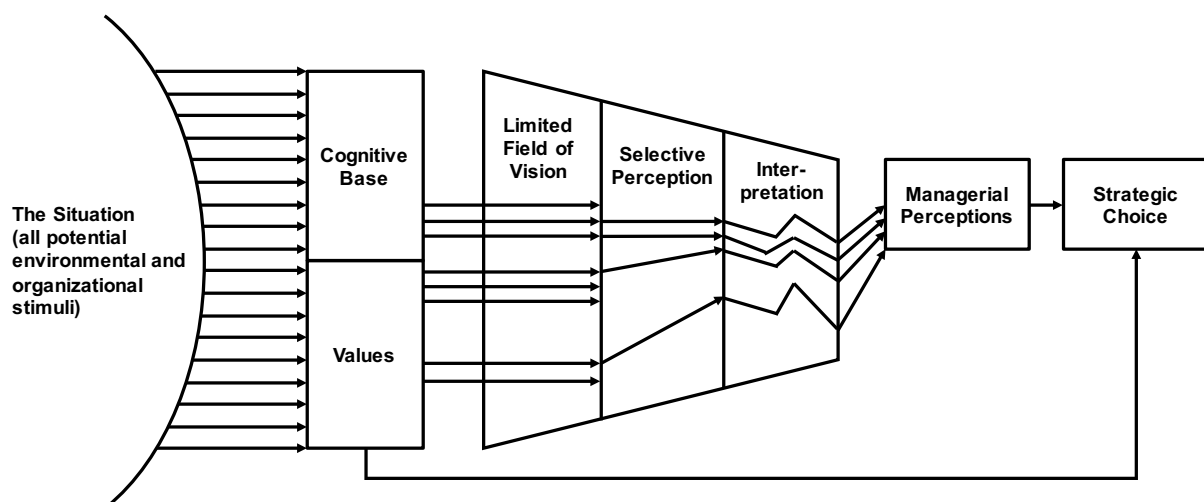 The Situation
(all potential
environmental and
organizational
stimuli)
Cognitive
Base
Values
Limited
Field of
Vision
Selective
Perception
Inter-
pretation
Managerial
Perceptions
Strategic
Choice